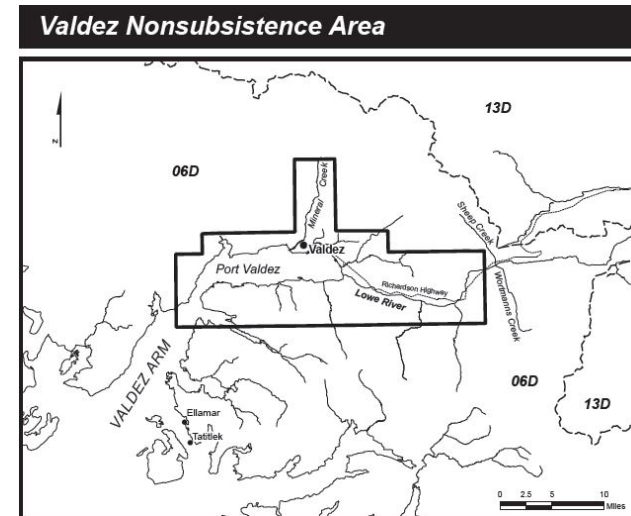 Valdez Nonsubsistence Area
13D
N
06D
Mineral Creek
Sheep Creek
Valdez
Port Valdez
Richardson Highway
Lowe River
Wortmanns Creek
VALDEZ ARM
06D
13D
Ellamar
Tatitlek
0 2.5 5 10
Miles